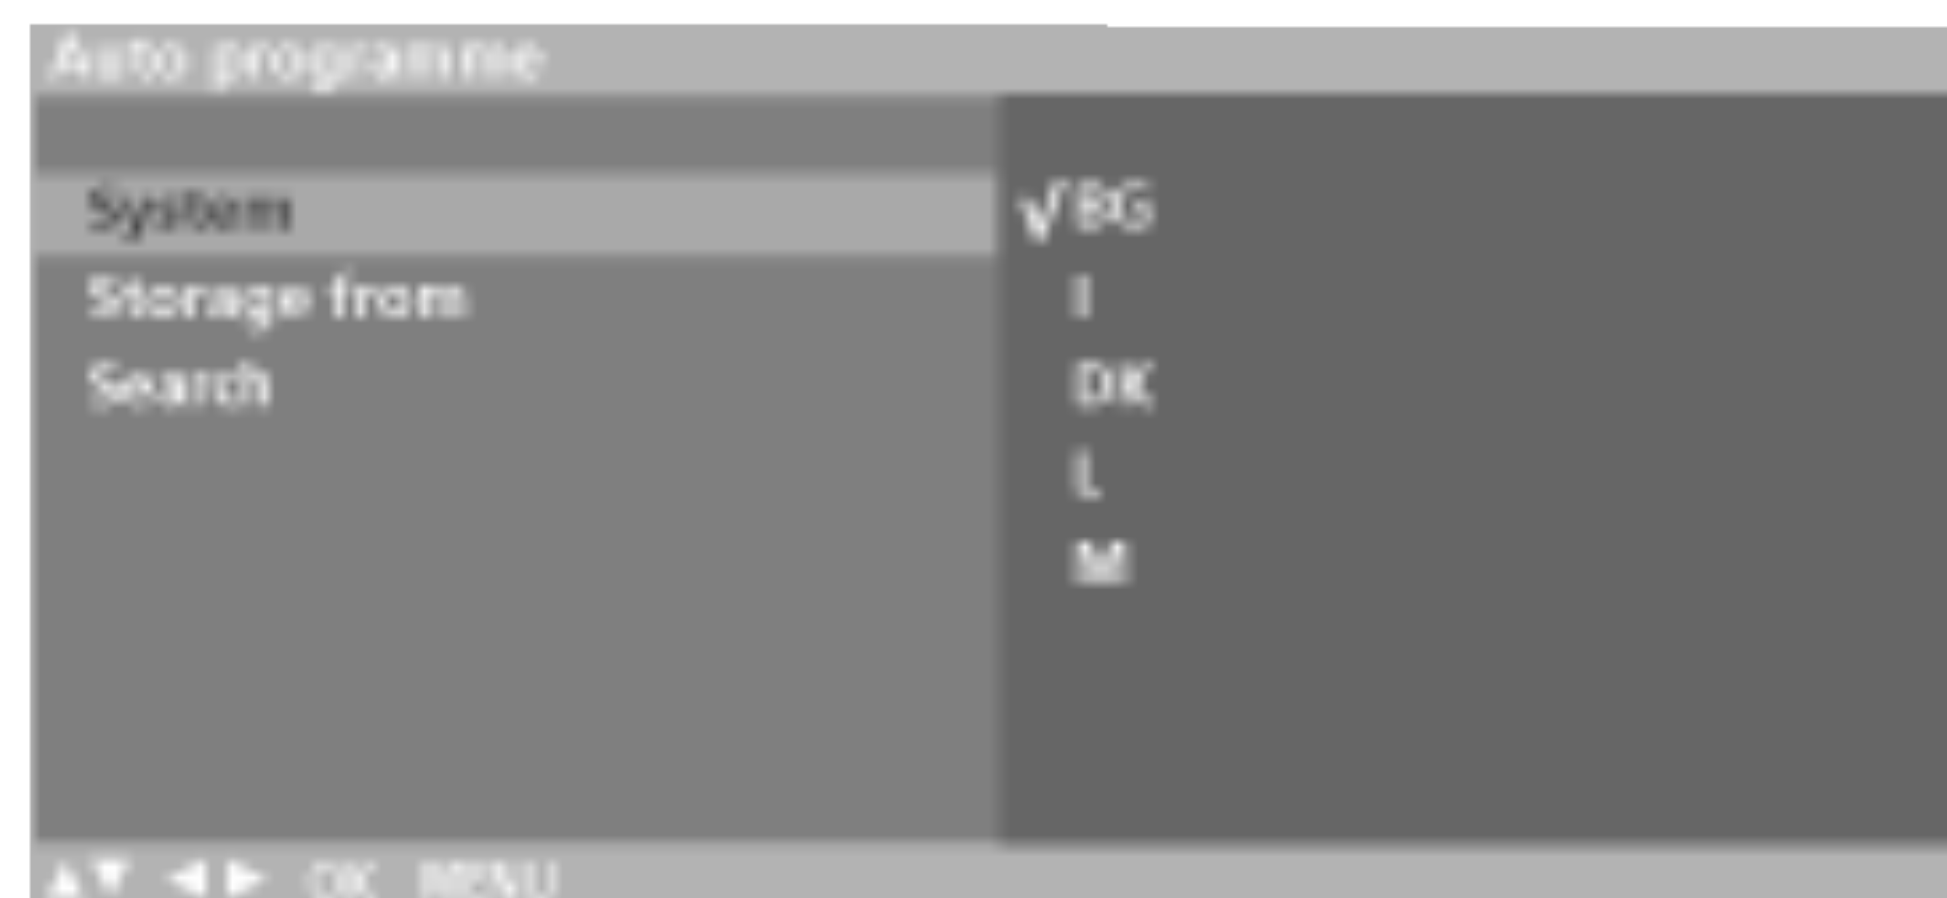 Auto programme
System √ BG
Storage from I
Search DK
L
M
▲▼ ◄► OK MENU